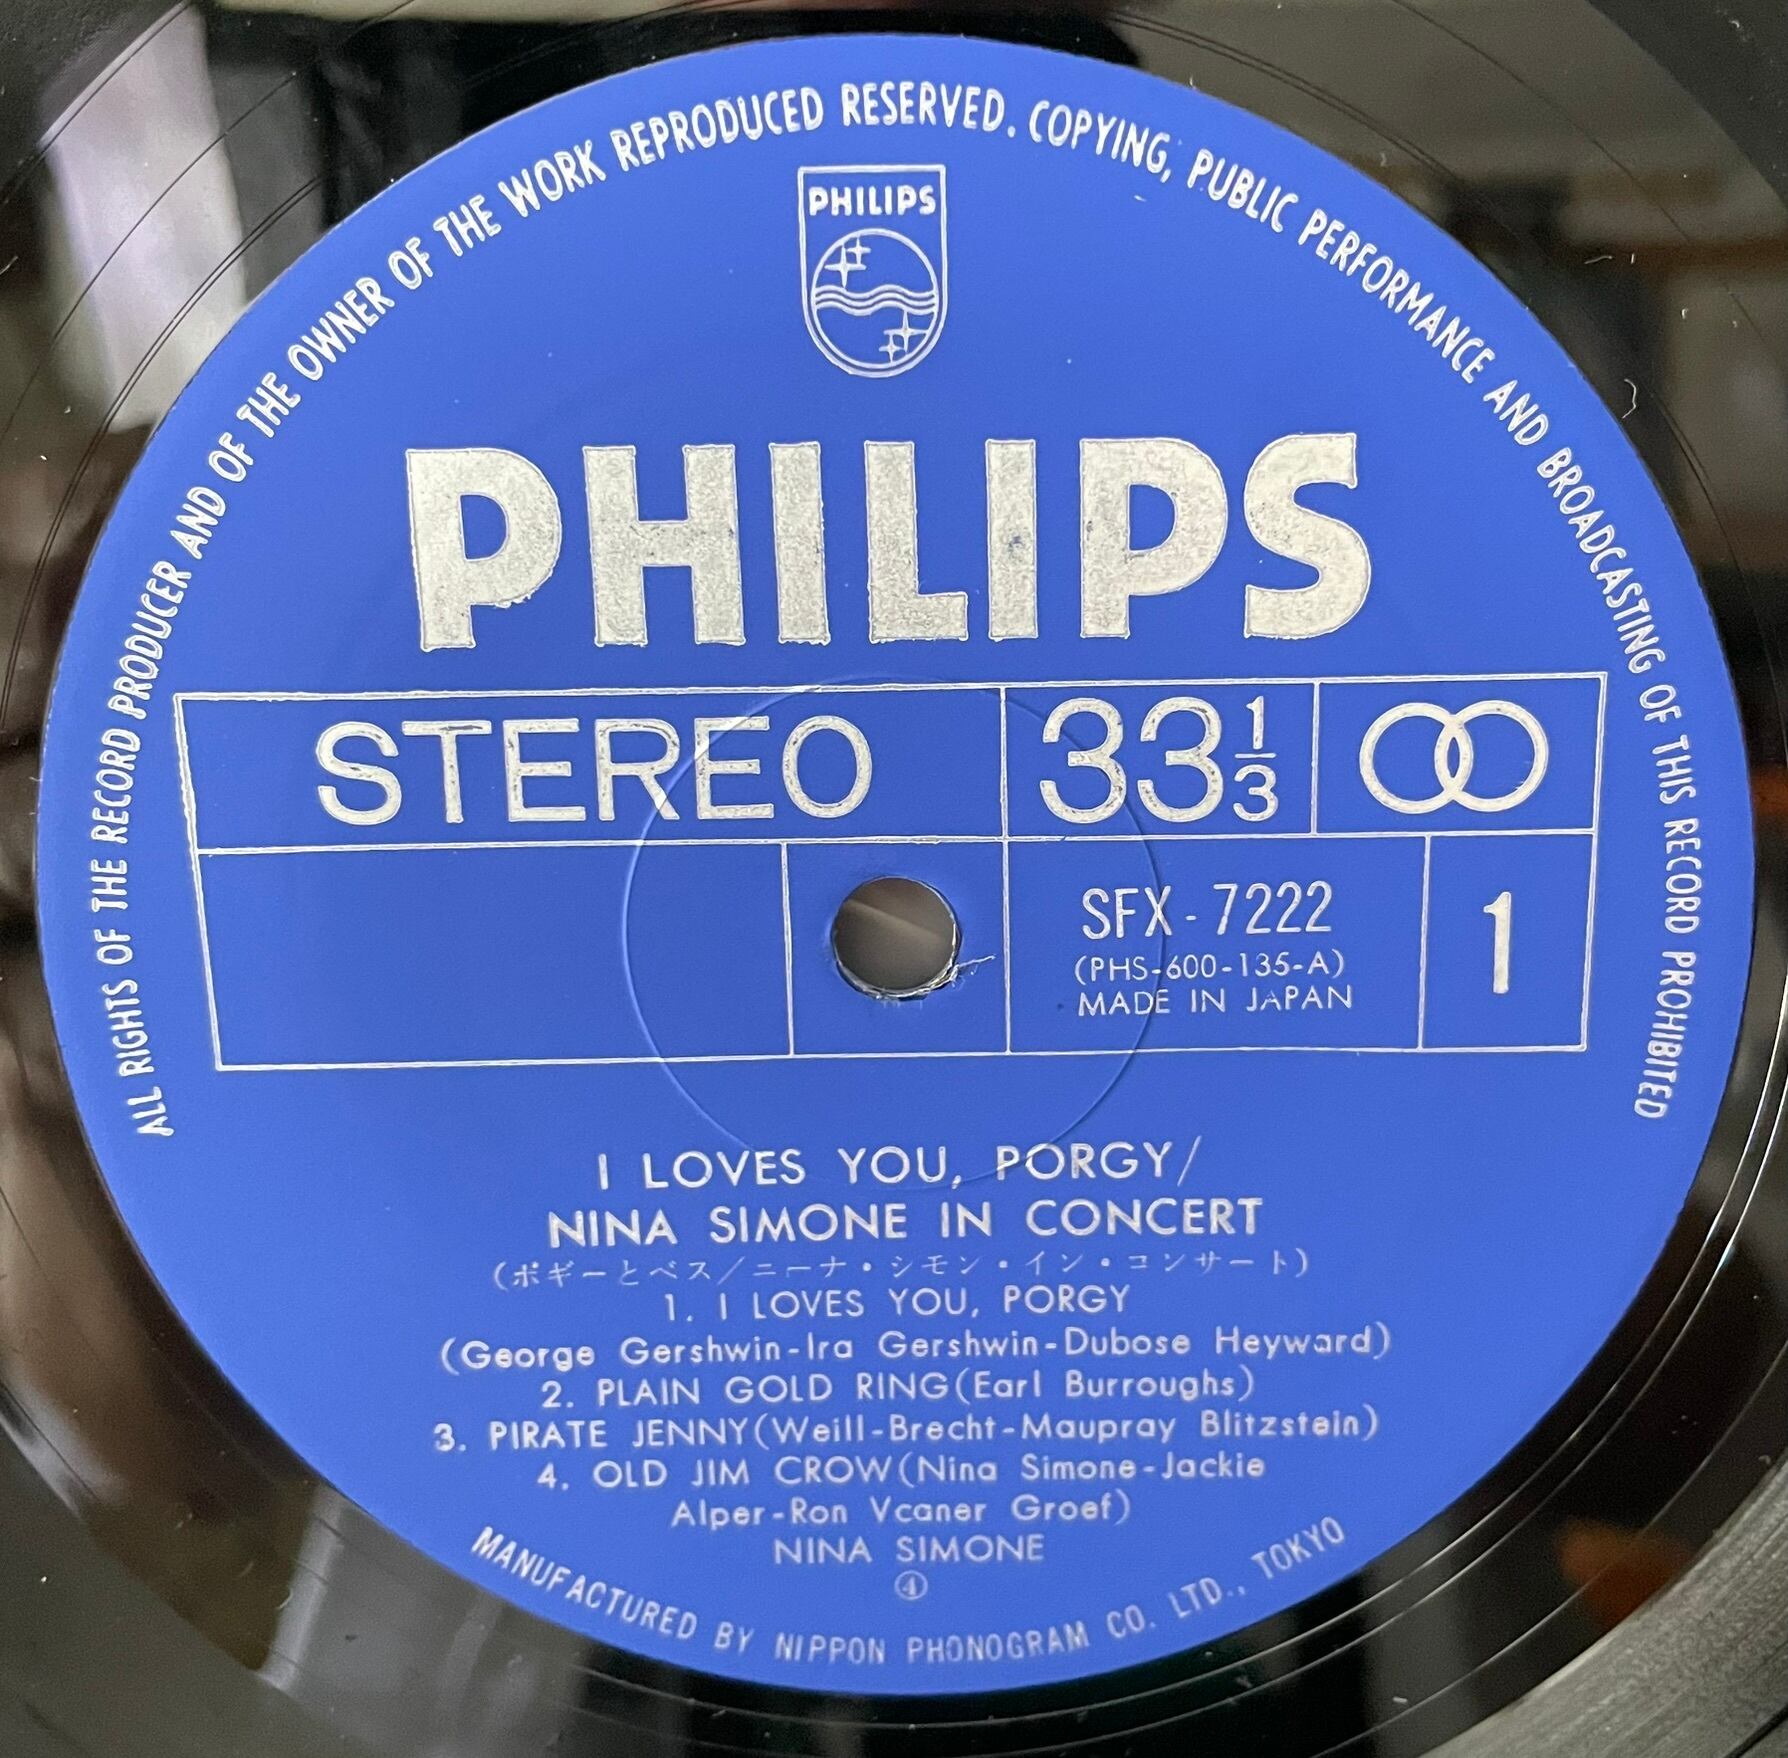 ALL RIGHTS OF THE RECORD PRODUCER AND OF THE OWNER OF THE WORK REPRODUCED RESERVED. COPYING, PUBLIC PERFORMANCE AND BROADCASTING OF THIS RECORD PROHIBITED
PHILIPS
PHILIPS
STEREO 33 1/3
SFX-7222 1
(PHS-600-135-A)
MADE IN JAPAN
I LOVES YOU, PORGY/
NINA SIMONE IN CONCERT
(ポギーとベス/ニーナ・シモン・イン・コンサート)
1. I LOVES YOU, PORGY
(George Gershwin-Ira Gershwin-Dubose Heyward)
2. PLAIN GOLD RING(Earl Burroughs)
3. PIRATE JENNY(Weill-Brecht-Maupray Blitzstein)
4. OLD JIM CROW(Nina Simone-Jackie
Alper-Ron Vcaner Groef)
NINA SIMONE
④
MANUFACTURED BY NIPPON PHONOGRAM CO. LTD., TOKYO